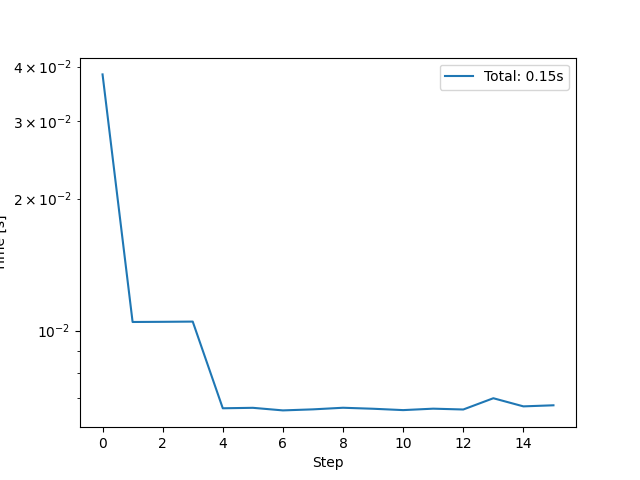 Total: 0.15s
4 × 10⁻²
3 × 10⁻²
2 × 10⁻²
10⁻²
[s]
0 2 4 6 8 10 12 14
Step